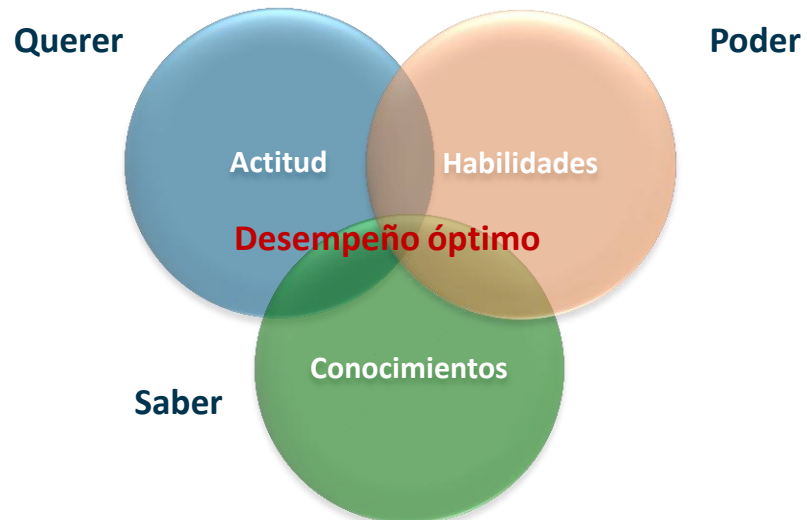 Querer
Poder
Actitud
Habilidades
Desempeño óptimo
Conocimientos
Saber